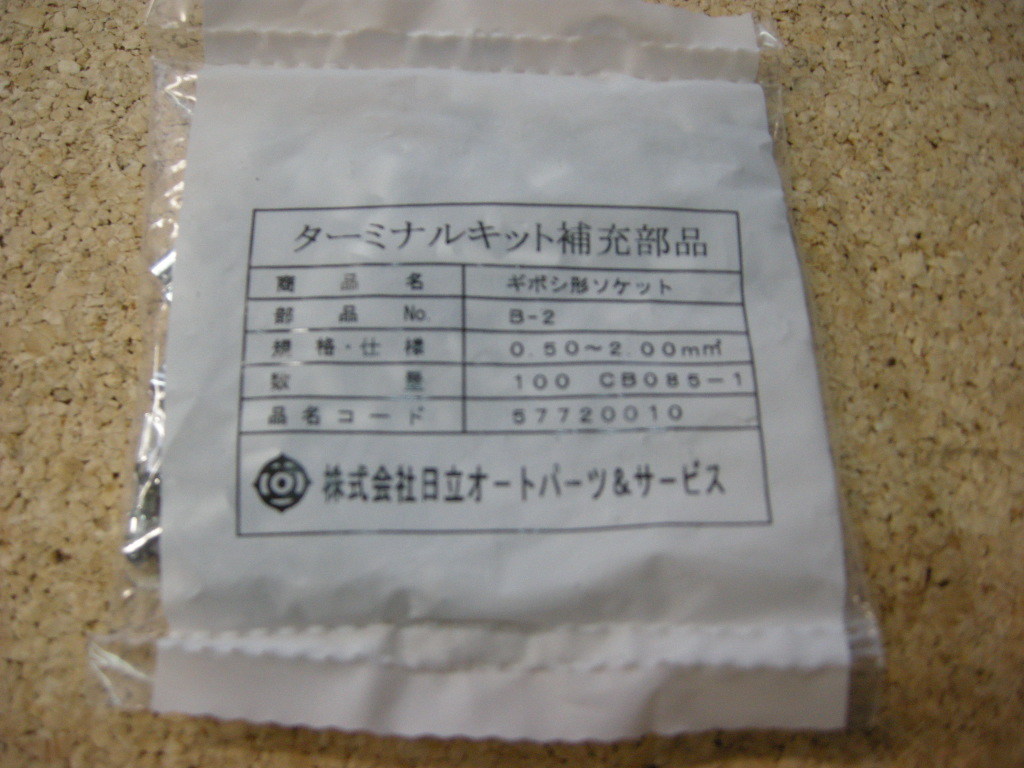 ターミナルキット補充部品
商品名 ギボシ形ソケット
部品No. B-2
規格・仕様 0.50～2.00m㎡
数量 100 CB085-1
品名コード 57720010
株式会社日立オートパーツ&サービス